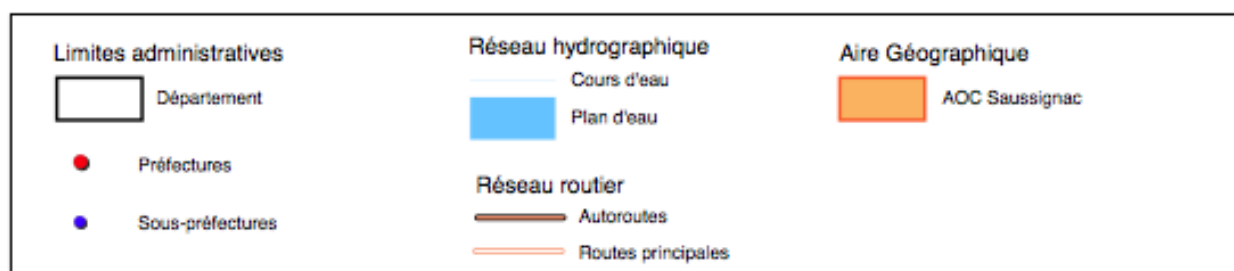 Limites administratives
Département
Préfectures
Sous-préfectures
Réseau hydrographique
Cours d'eau
Plan d'eau
Réseau routier
Autoroutes
Routes principales
Aire Géographique
AOC Saussignac